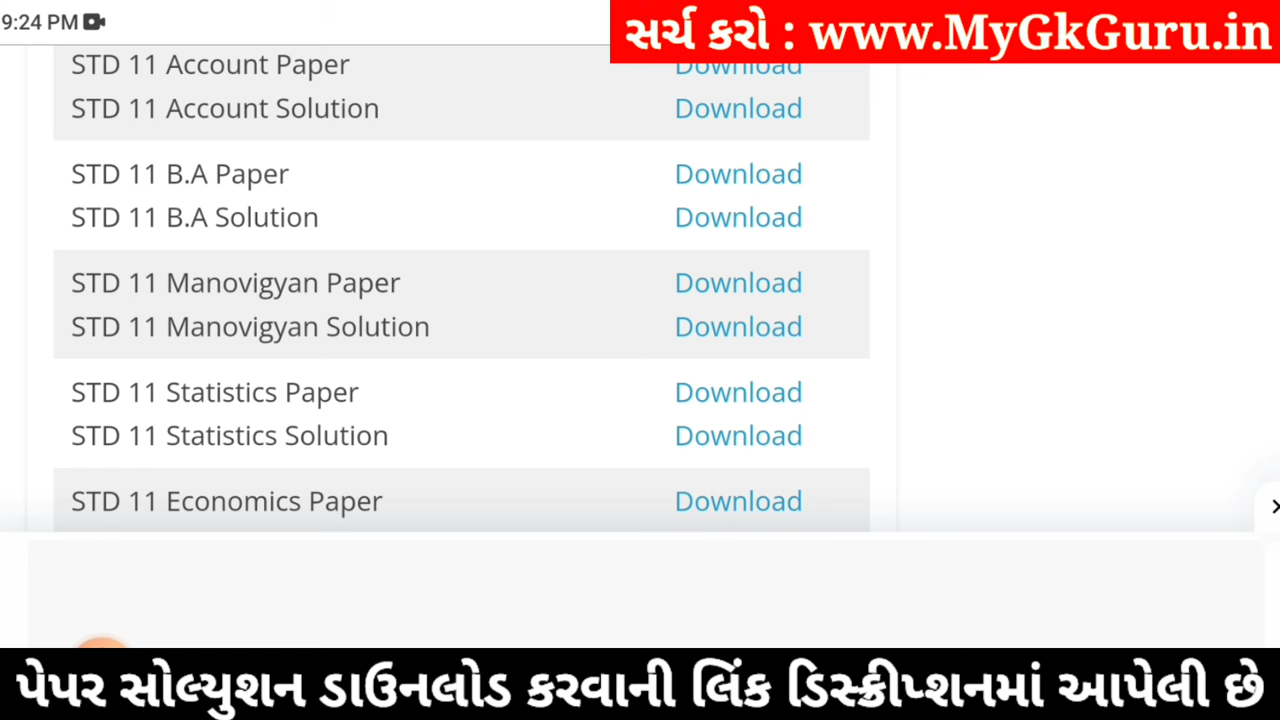 9:24 PM
સર્ચ કરો : www.MyGkGuru.in
STD 11 Account Paper Download
STD 11 Account Solution Download
STD 11 B.A Paper Download
STD 11 B.A Solution Download
STD 11 Manovigyan Paper Download
STD 11 Manovigyan Solution Download
STD 11 Statistics Paper Download
STD 11 Statistics Solution Download
STD 11 Economics Paper Download
પેપર સોલ્યુશન ડાઉનલોડ કરવાની લિંક ડિસ્ક્રીપ્શનમાં આપેલી છે